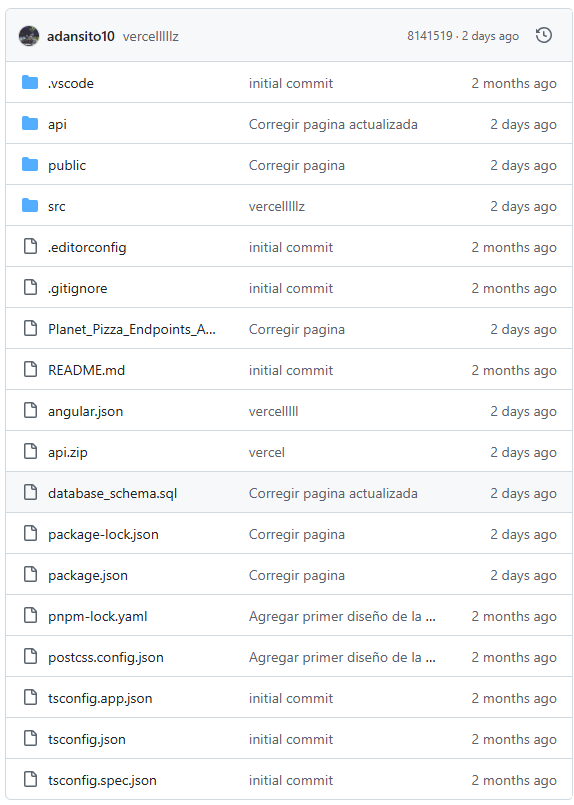 adansito10 vercelllllz 8141519 · 2 days ago
.vscode initial commit 2 months ago
api Corregir pagina actualizada 2 days ago
public Corregir pagina 2 days ago
src vercelllllz 2 days ago
.editorconfig initial commit 2 months ago
.gitignore initial commit 2 months ago
Planet_Pizza_Endpoints_A... Corregir pagina 2 days ago
README.md initial commit 2 months ago
angular.json vercelllll 2 days ago
api.zip vercel 2 days ago
database_schema.sql Corregir pagina actualizada 2 days ago
package-lock.json Corregir pagina 2 days ago
package.json Corregir pagina 2 days ago
pnpm-lock.yaml Agregar primer diseño de la ... 2 months ago
postcss.config.json Agregar primer diseño de la ... 2 months ago
tsconfig.app.json initial commit 2 months ago
tsconfig.json initial commit 2 months ago
tsconfig.spec.json initial commit 2 months ago